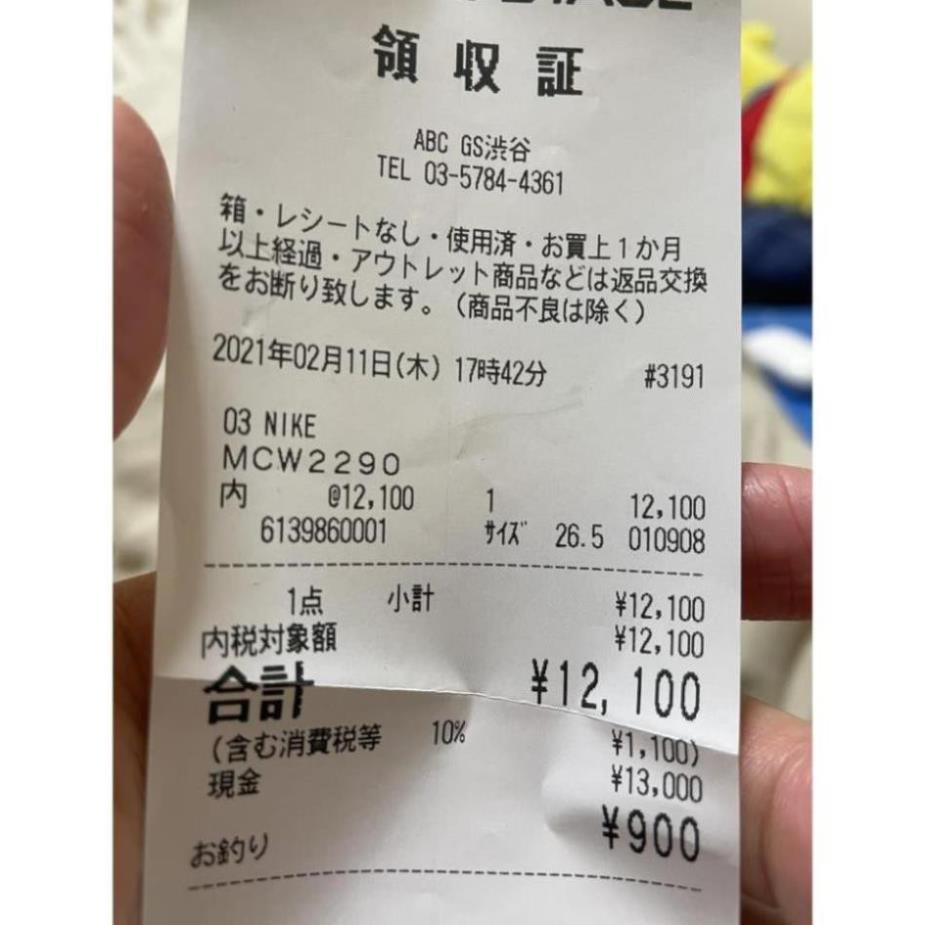 領収証
ABC GS渋谷
TEL 03-5784-4361
箱・レシートなし・使用済・お買上1か月
以上経過・アウトレット商品などは返品交換
をお断り致します。(商品不良は除く)
2021年02月11日(木) 17時42分 #3191
03 NIKE
MCW2290
内 @12,100 1 12,100
6139860001 サイズ 26.5 010908
1点 小計 ¥12,100
内税対象額 ¥12,100
合計 ¥12,100
(含む消費税等 10% ¥1,100)
現金 ¥13,000
お釣り ¥900